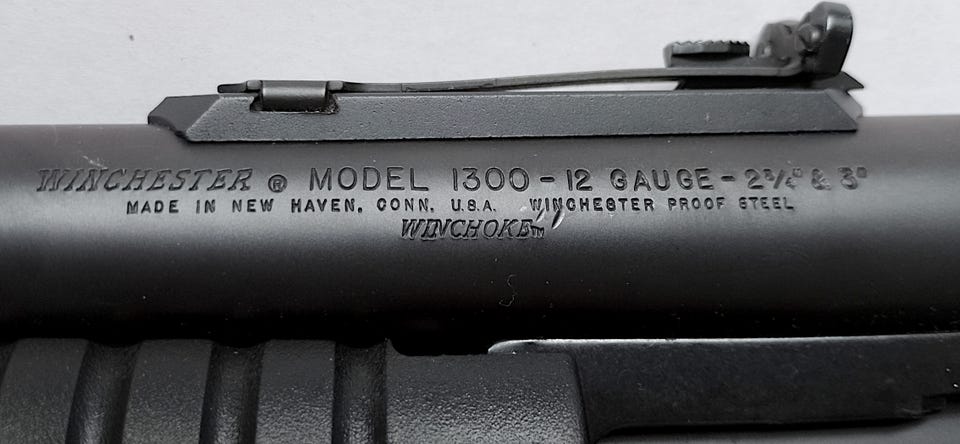 WINCHESTER ® MODEL 1300 - 12 GAUGE - 2¾" & 3"
MADE IN NEW HAVEN, CONN. U.S.A. WINCHESTER PROOF STEEL
WINCHOKE™